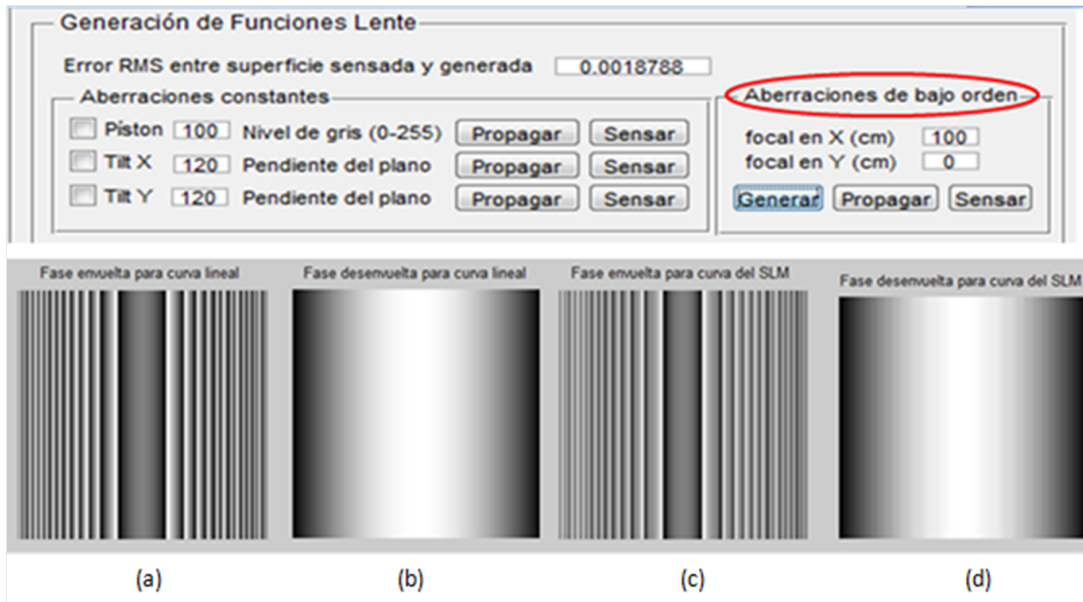 Generación de Funciones Lente
Error RMS entre superficie sensada y generada 0.0018788
Aberraciones constantes
Píston 100 Nivel de gris (0-255) Propagar Sensar
Tilt X 120 Pendiente del plano Propagar Sensar
Tilt Y 120 Pendiente del plano Propagar Sensar
Aberraciones de bajo orden
focal en X (cm) 100
focal en Y (cm) 0
Generar Propagar Sensar
Fase envuelta para curva lineal
Fase desenvuelta para curva lineal
Fase envuelta para curva del SLM
Fase desenvuelta para curva del SLM
(a) (b) (c) (d)